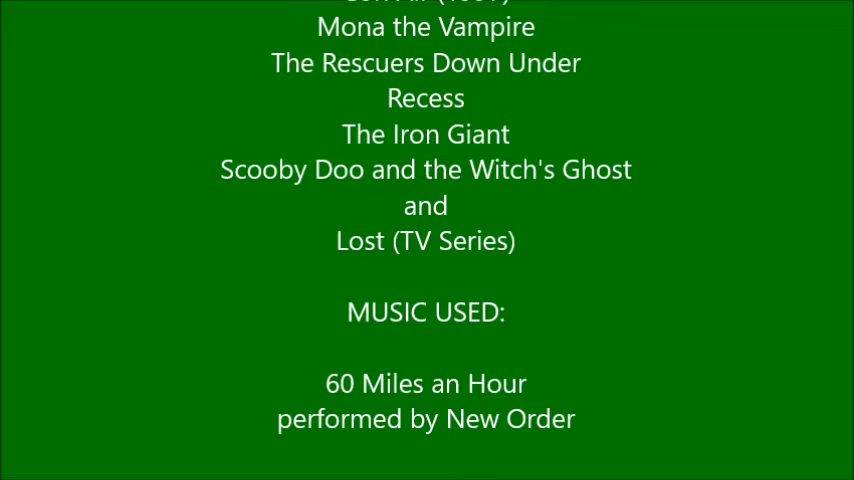 Mona the Vampire
The Rescuers Down Under
Recess
The Iron Giant
Scooby Doo and the Witch's Ghost
and
Lost (TV Series)
MUSIC USED:
60 Miles an Hour
performed by New Order